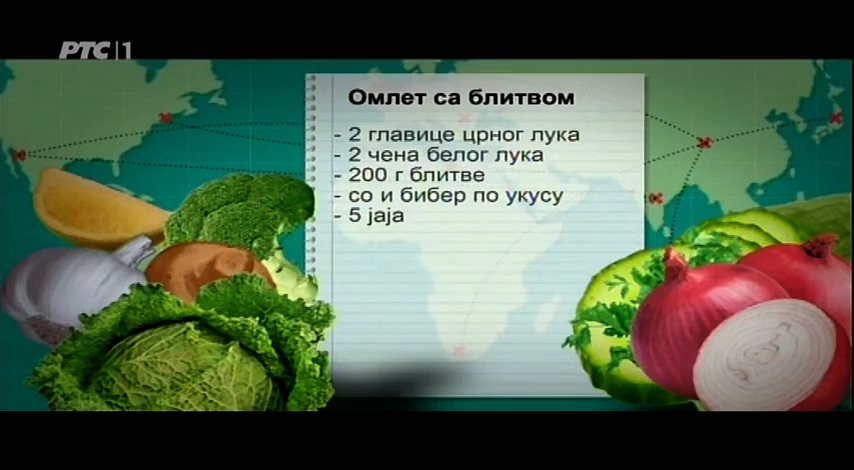 РТС|1
Омлет са блитвом
- 2 главице црног лука
- 2 чена белог лука
- 200 г блитве
- со и бибер по укусу
- 5 јаја